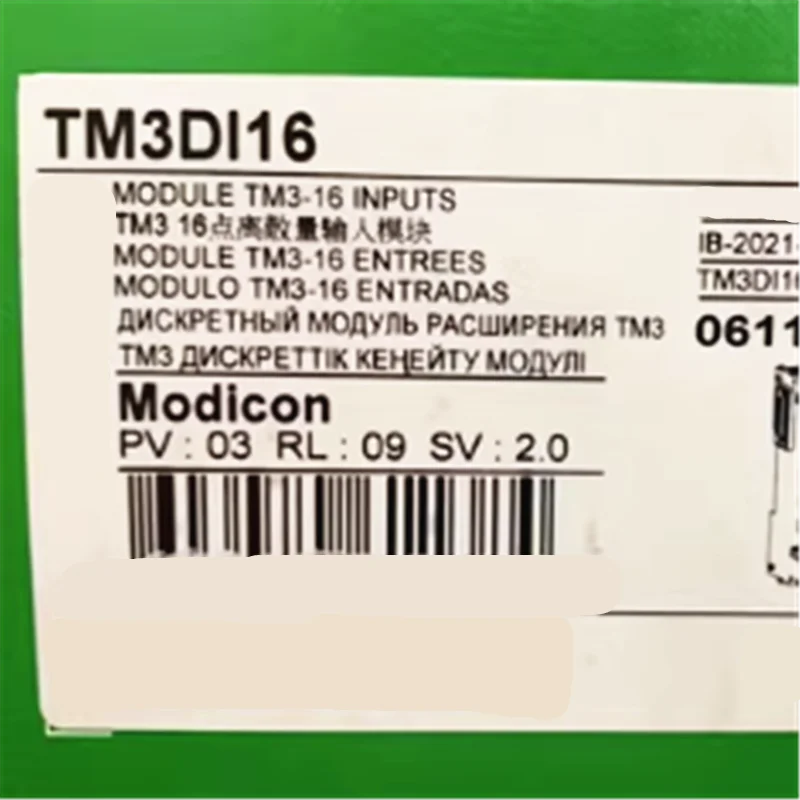 TM3DI16
MODULE TM3-16 INPUTS
TM3 16点离散量输入模块
MODULE TM3-16 ENTREES
MODULO TM3-16 ENTRADAS
ДИСКРЕТНЫЙ МОДУЛЬ РАСШИРЕНИЯ TM3
TM3 ДИСКРЕТТІК КЕҢЕЙТУ МОДУЛІ
Modicon
PV : 03 RL : 09 SV : 2.0
IB-2021-
TM3DI16
0611